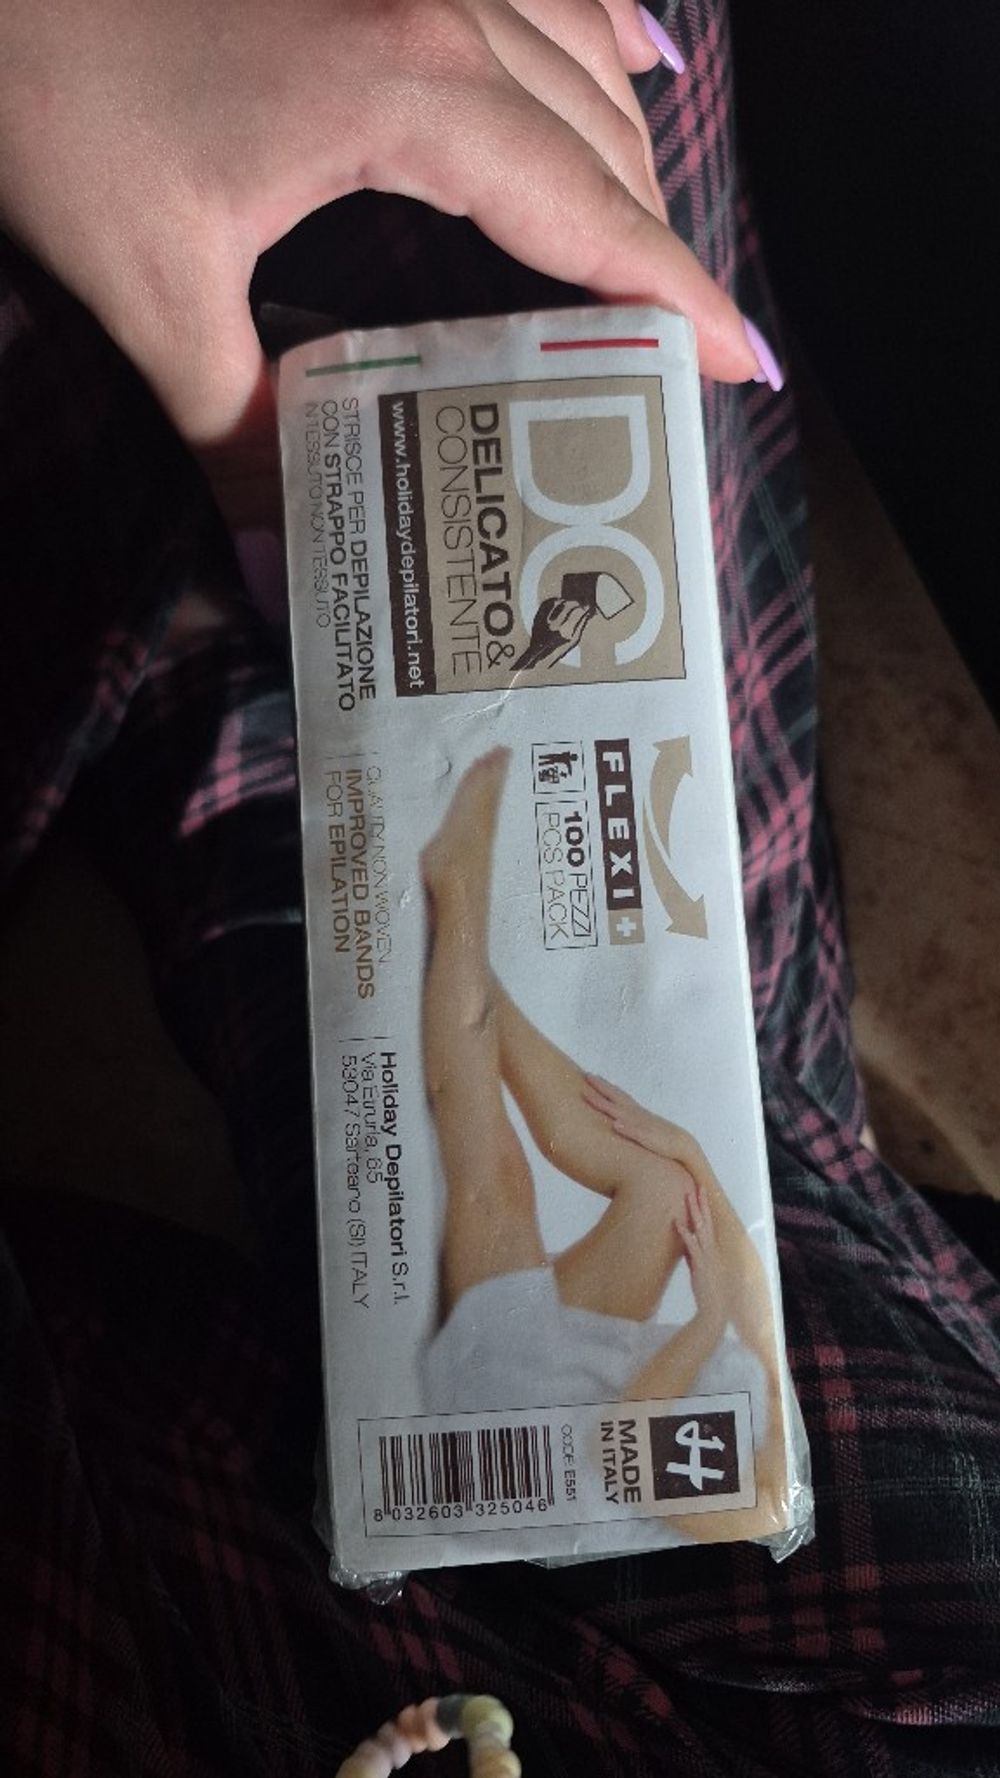 DC
DELICATO&
CONSISTENTE
www.holidaydepilatori.net
STRISCE PER DEPILAZIONE
CON STRAPPO FACILITATO
IN TESSUTO NON TESSUTO
FLEXI+
100 PEZZI
PCS PACK
QUALITY NON WOVEN
IMPROVED BANDS
FOR EPILATION
Holiday Depilatori S.r.l.
Via Etruria, 65
53047 Sarteano (SI) ITALY
H
MADE
IN ITALY
CODE: E551
8 032603 325046